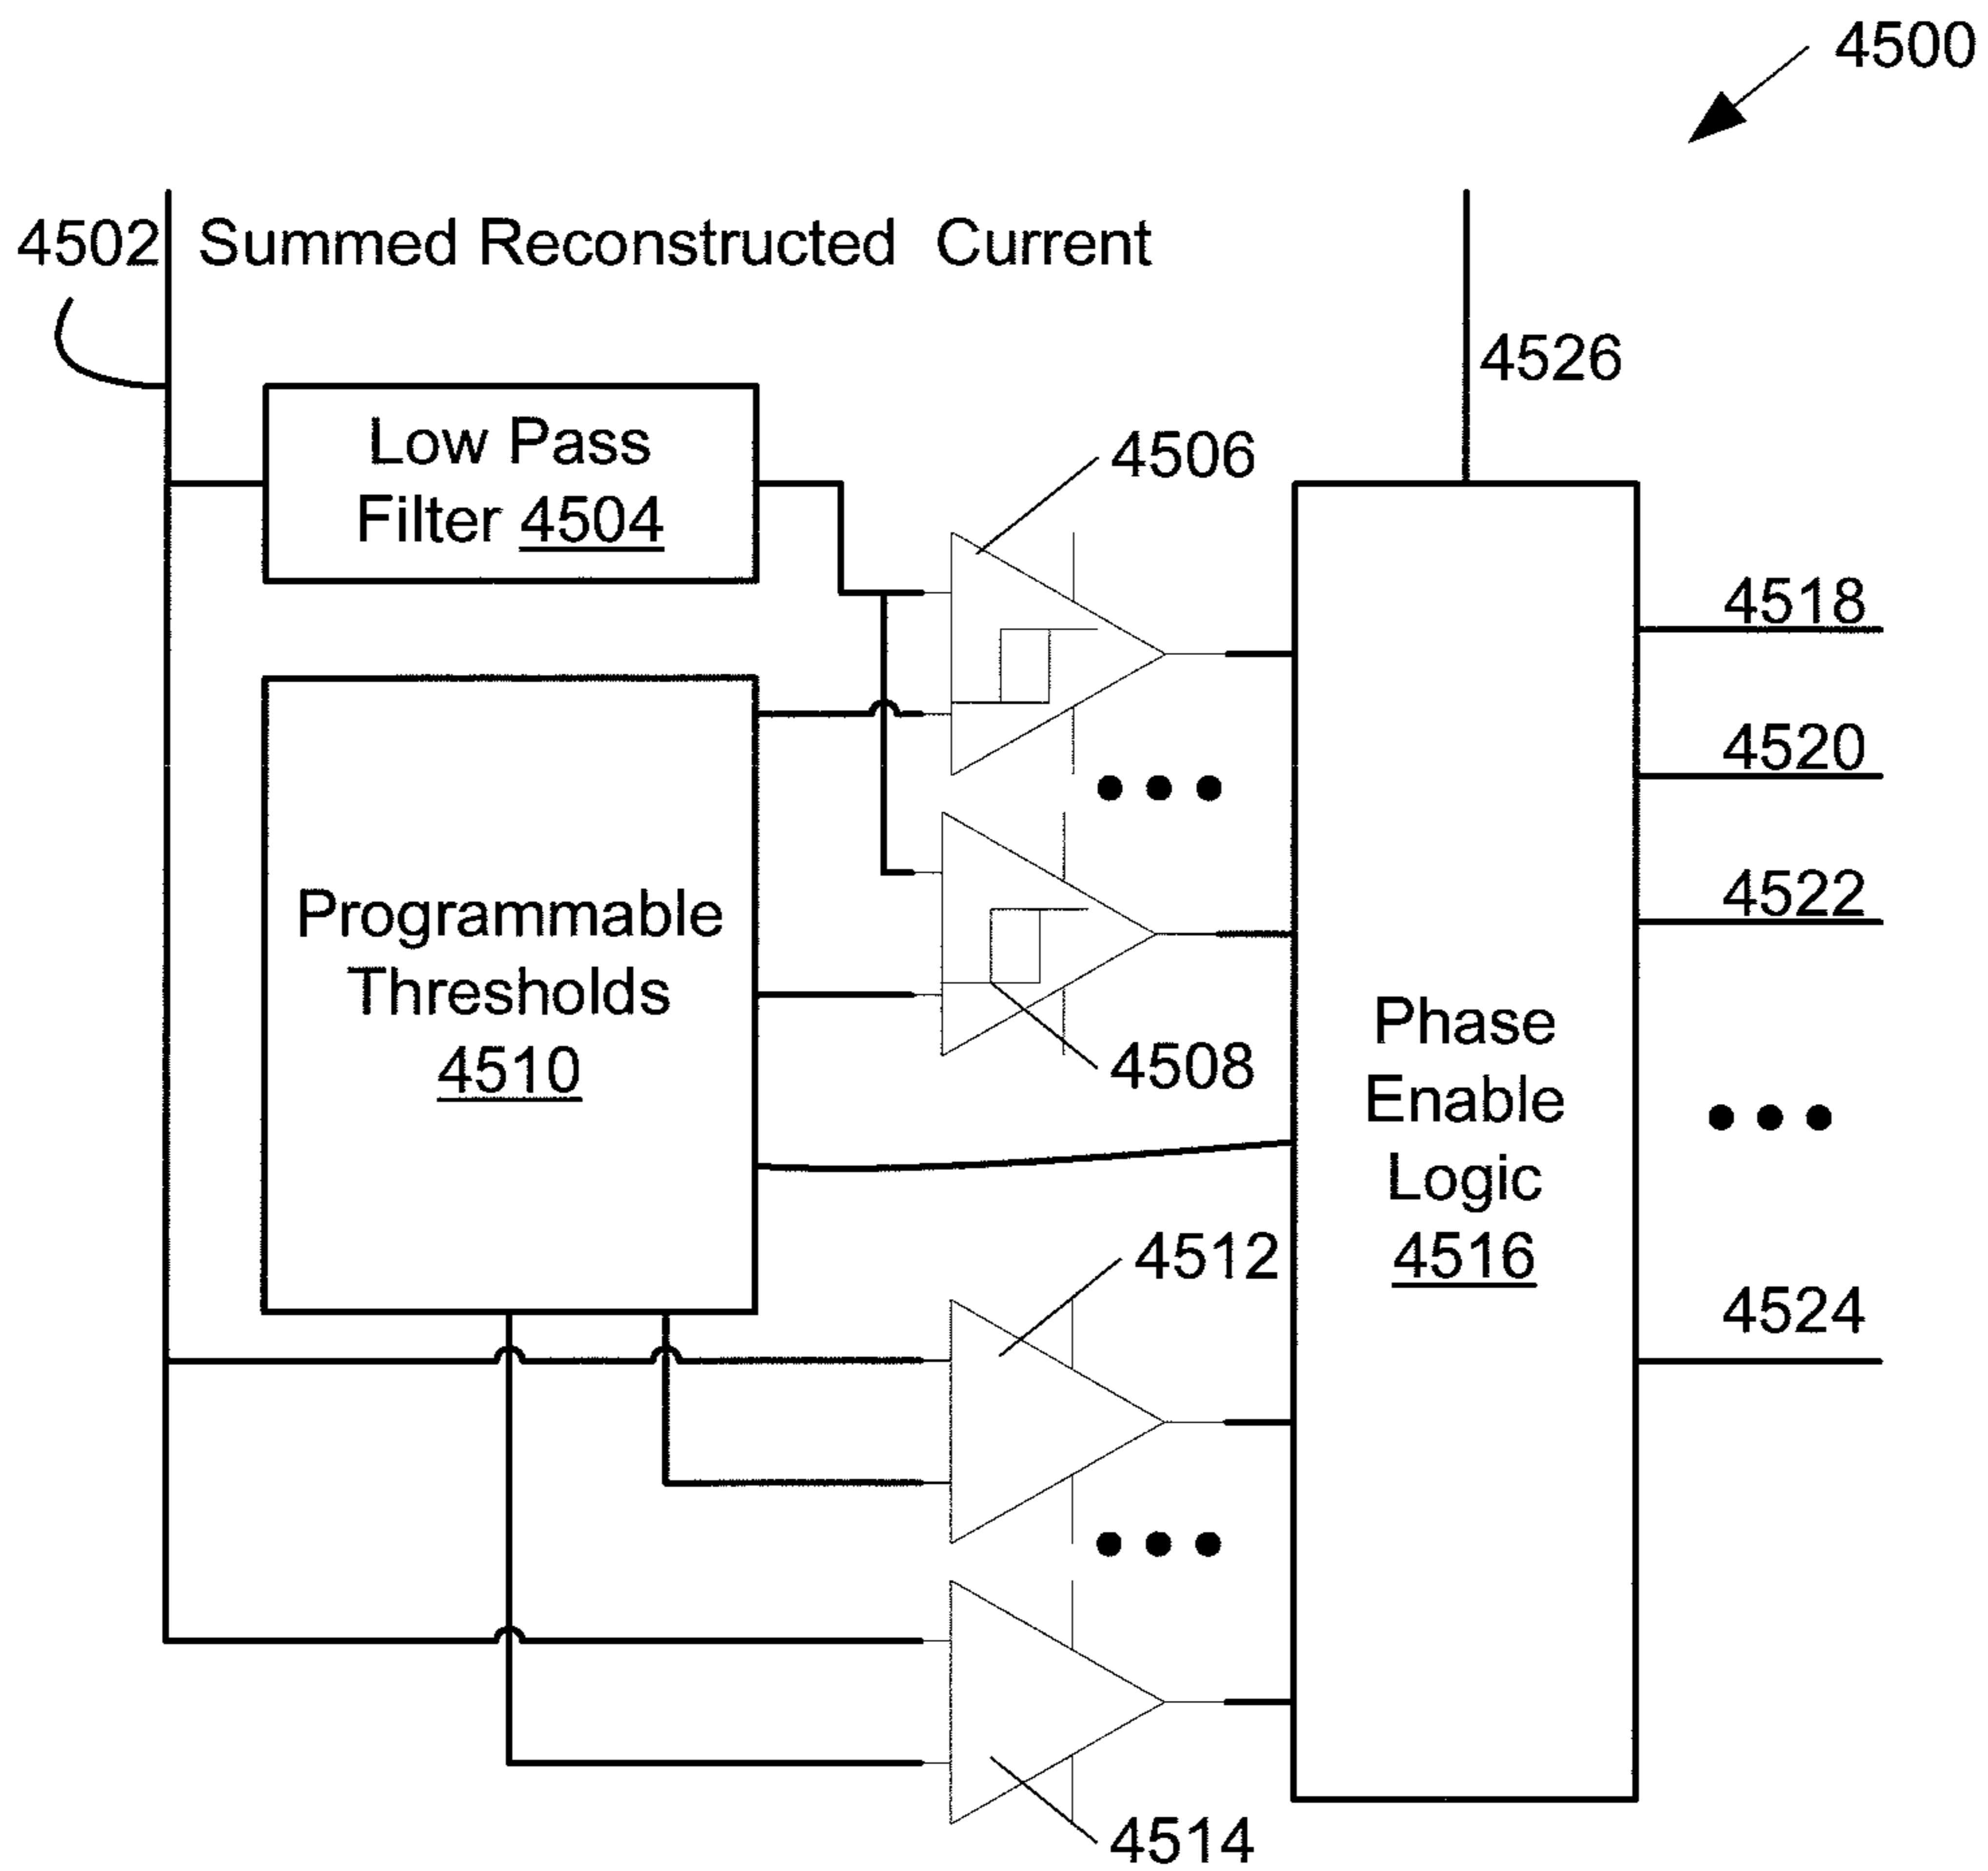 4500
4502 Summed Reconstructed Current
4526
Low Pass
Filter 4504
4506
4518
4520
4522
Programmable
Thresholds
4510
4508
Phase
Enable
Logic
4516
4512
4524
4514